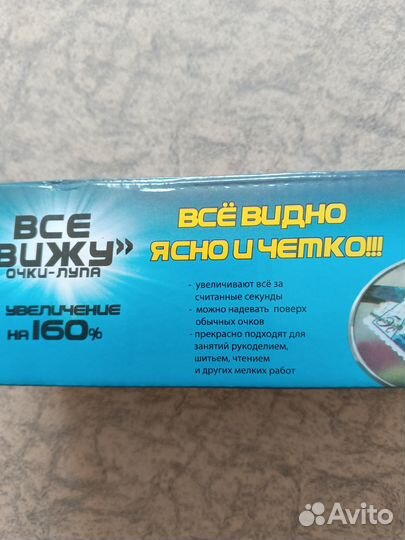 ВСЕ
ВИЖУ»
ОЧКИ-ЛУПА
УВЕЛИЧЕНИЕ
НА 160%
ВСЁ ВИДНО
ЯСНО И ЧЕТКО!!!
- увеличивают всё за
считанные секунды
- можно надевать поверх
обычных очков
- прекрасно подходят для
занятий рукоделием,
шитьем, чтением
и других мелких работ
Avito